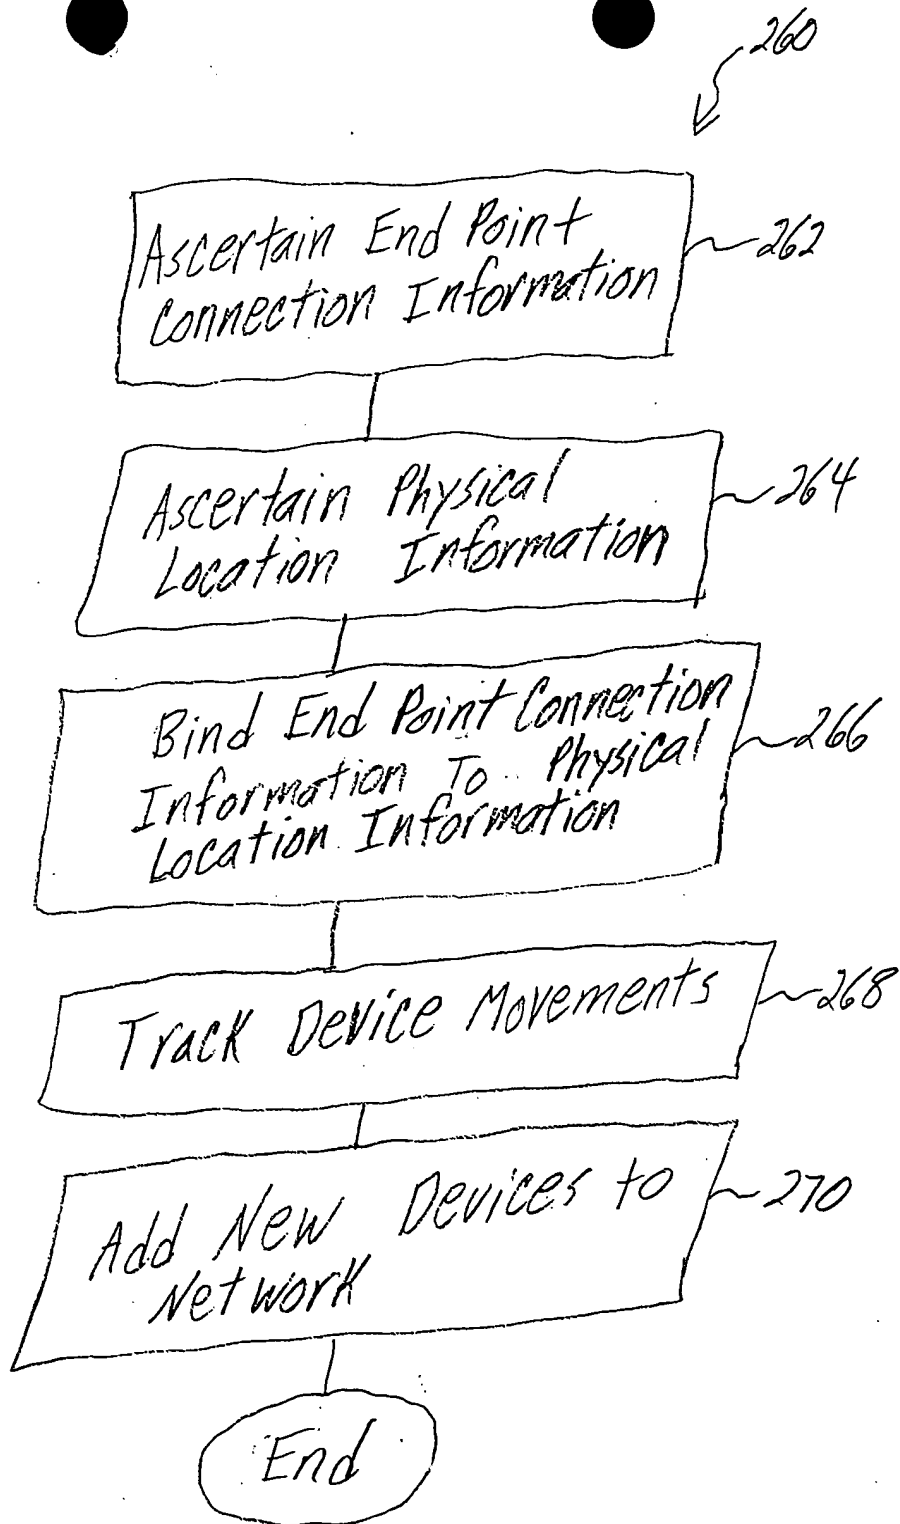 260
Ascertain End Point
Connection Information
262
Ascertain Physical
Location Information
264
Bind End Point Connection
Information To Physical
Location Information
266
Track Device Movements
268
Add New Devices to
Network
270
End